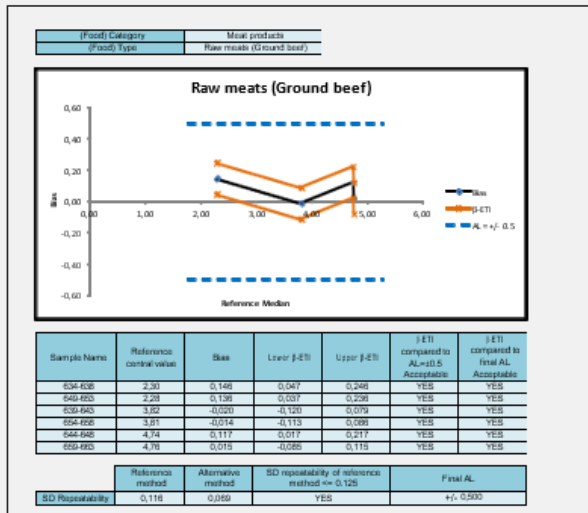 (Food) Category Meat products
(Food) Type Raw meats (Ground beef)
Raw meats (Ground beef)
0,60
0,40
0,20
0,00
-0,20
-0,40
-0,60
Bias
0,00 1,00 2,00 3,00 4,00 5,00 6,00
Reference Median
Bias
β-ETI
AL = +/- 0.5
Sample Name Reference central value Bias Lower β-ETI Upper β-ETI β-ETI compared to AL=±0.5 Acceptable β-ETI compared to final AL Acceptable
634-638 2,30 0,146 0,047 0,246 YES YES
649-653 2,28 0,136 0,037 0,236 YES YES
639-643 3,82 -0,020 -0,120 0,079 YES YES
654-658 3,81 -0,014 -0,113 0,086 YES YES
644-648 4,74 0,117 0,017 0,217 YES YES
659-663 4,76 0,015 -0,085 0,115 YES YES
Reference method Alternative method SD repeatability of reference method <= 0.125 Final AL
SD Repeatability 0,116 0,069 YES +/- 0,500